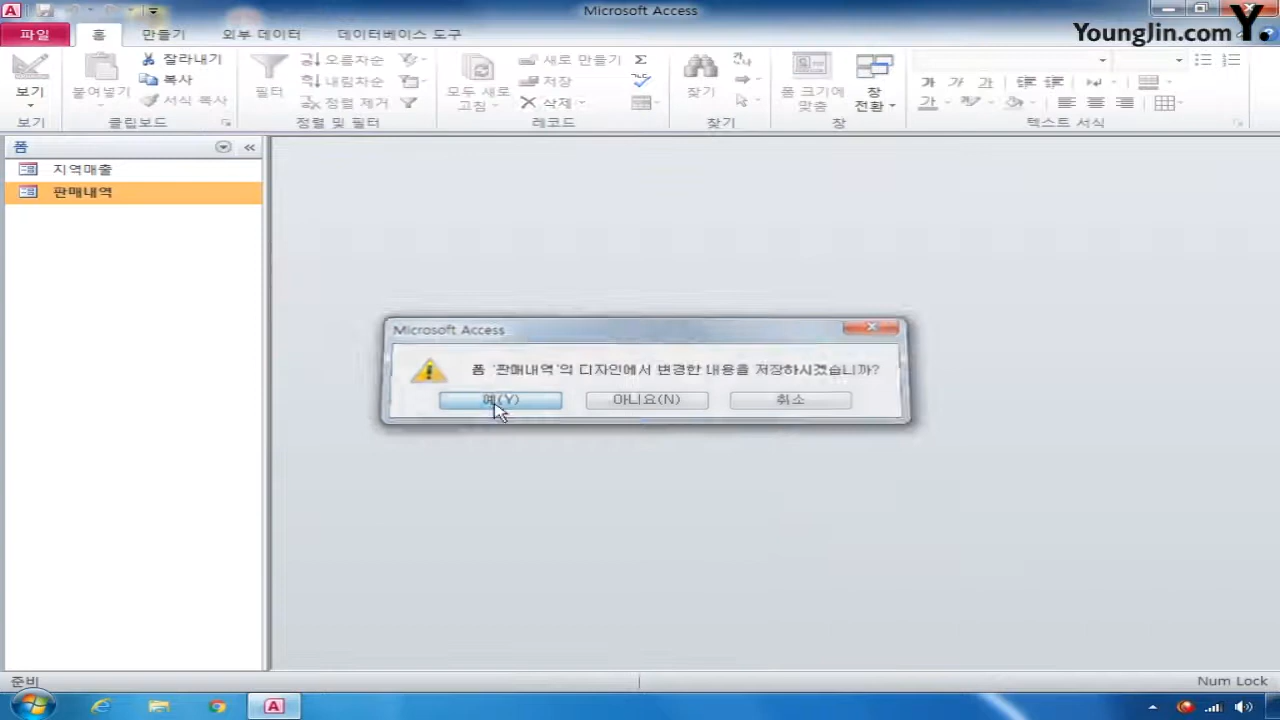 Microsoft Access
YoungJin.com Y.
파일 홈 만들기 외부 데이터 데이터베이스 도구
잘라내기 오름차순 새로 만들기
복사 내림차순 저장
보기 붙여넣기 서식 복사 필터 정렬 제거 모두 새로 고침 삭제 찾기 폼 크기에 맞춤 창 전환
가 가 가
가
보기 클립보드 정렬 및 필터 레코드 찾기 창 텍스트 서식
폼
지역매출
판매내역
Microsoft Access
폼 '판매내역'의 디자인에서 변경한 내용을 저장하시겠습니까?
예(Y) 아니요(N) 취소
준비 Num Lock